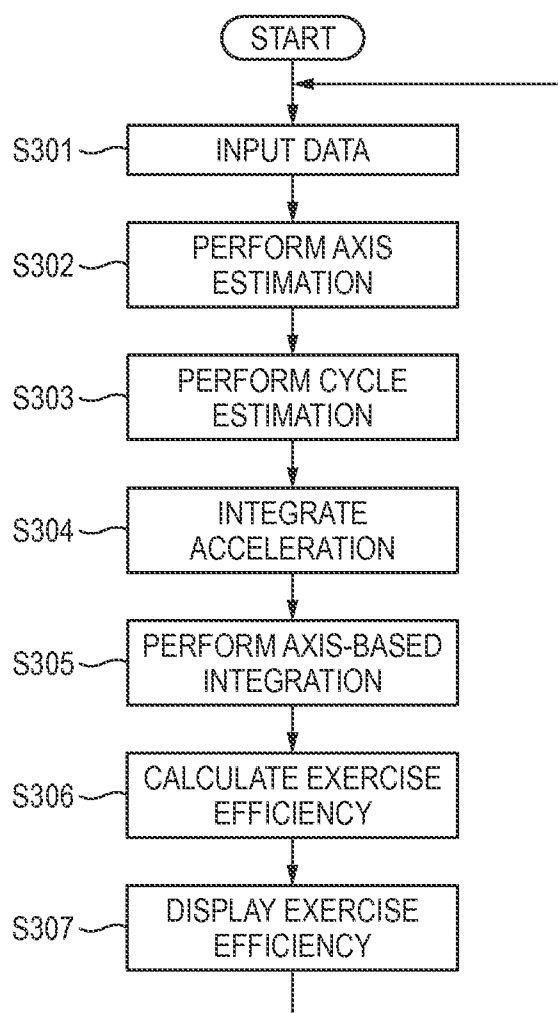 START
S301
INPUT DATA
S302
PERFORM AXIS
ESTIMATION
S303
PERFORM CYCLE
ESTIMATION
S304
INTEGRATE
ACCELERATION
S305
PERFORM AXIS-BASED
INTEGRATION
S306
CALCULATE EXERCISE
EFFICIENCY
S307
DISPLAY EXERCISE
EFFICIENCY